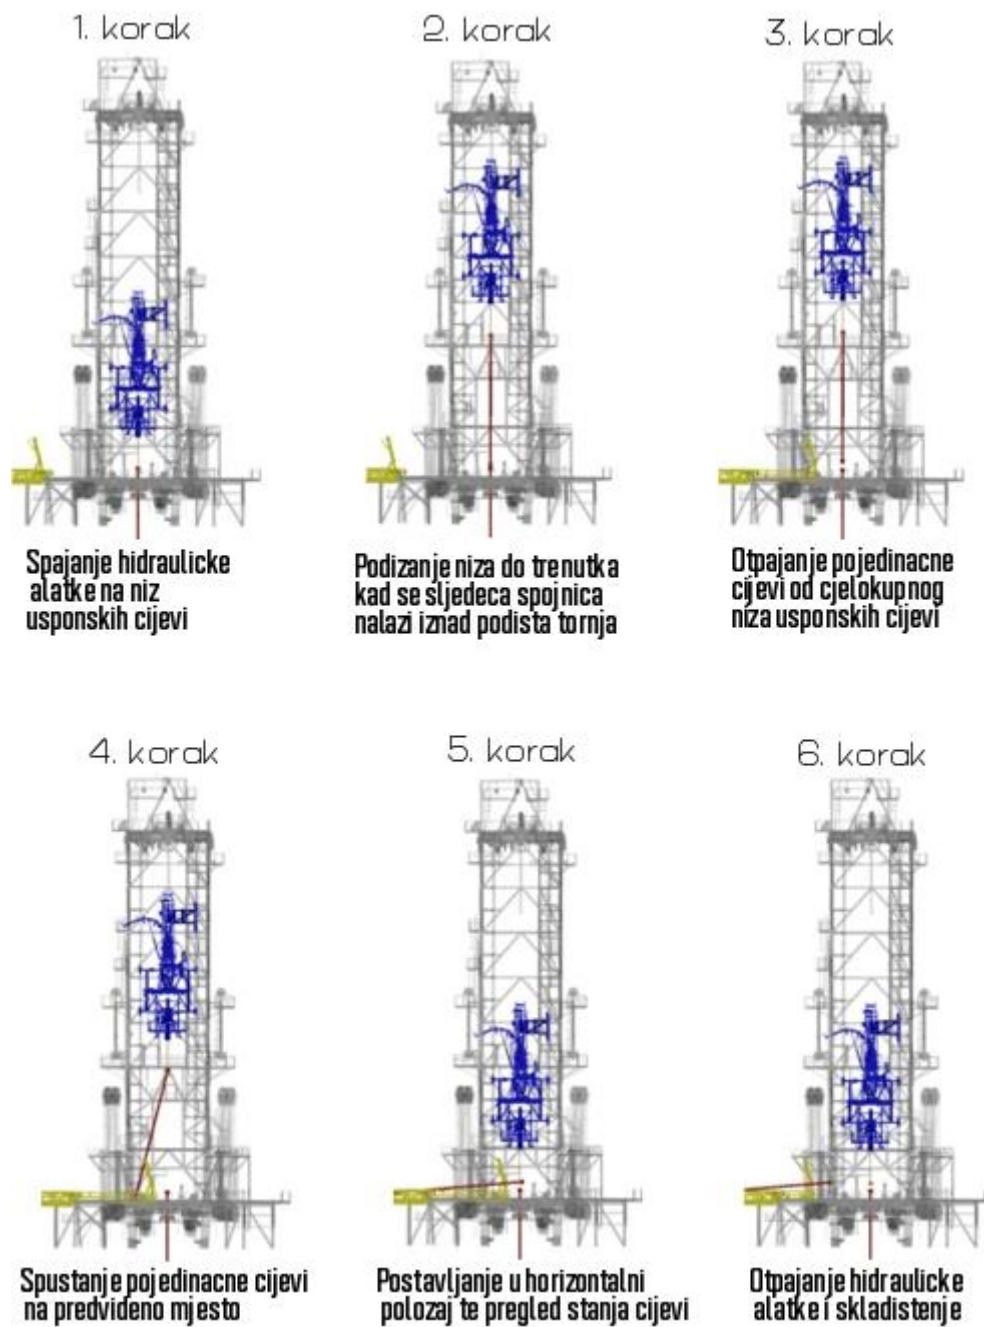 1. korak
2. korak
3. korak
Spajanje hidraulicke
alatke na niz
usponskih cijevi
Podizanje niza do trenutka
kad se sljedeca spojnica
nalazi iznad podista tornja
Otpajanje pojedinacne
cijevi od cjelokupnog
niza usponskih cijevi
4. korak
5. korak
6. korak
Spustanje pojedinacne cijevi
na predvideno mjesto
Postavljanje u horizontalni
polozaj te pregled stanja cijevi
Otpajanje hidraulicke
alatke i skladistenje